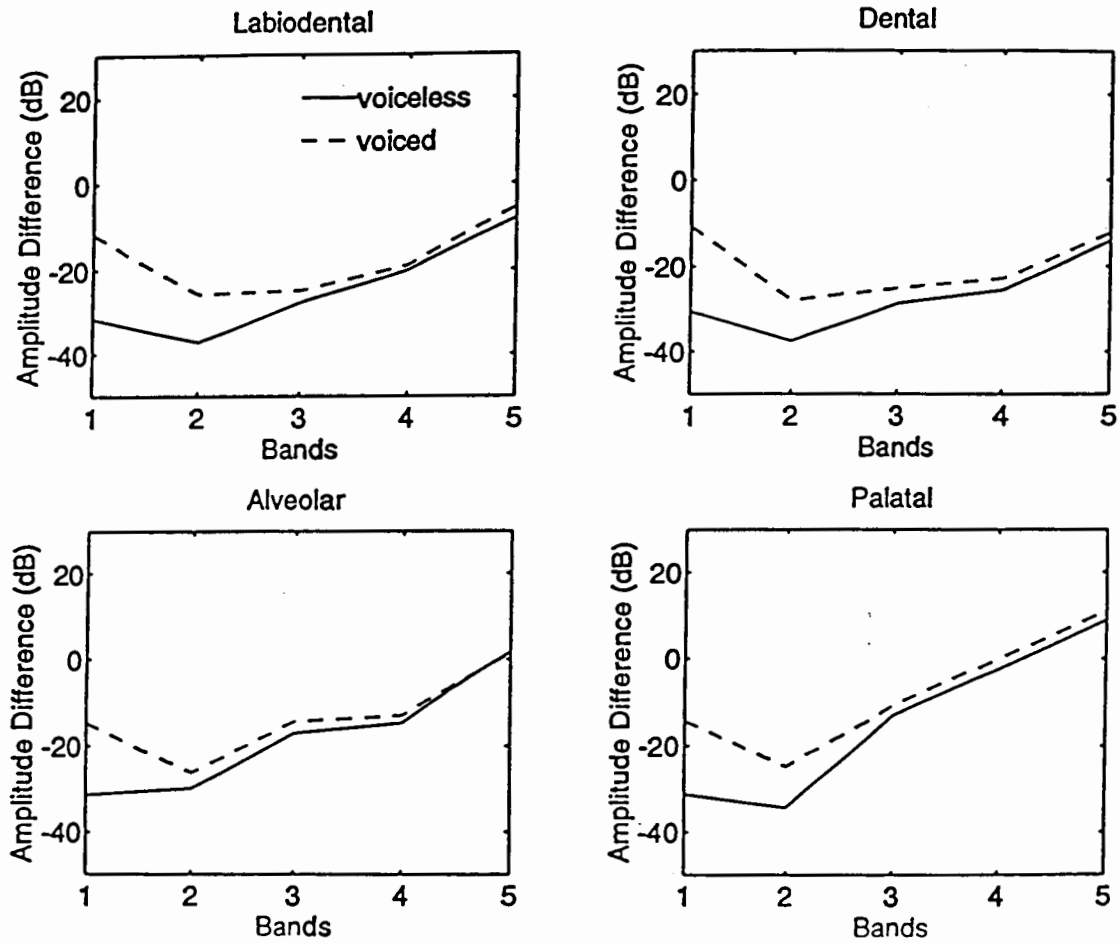 Labiodental
Amplitude Difference (dB)
20
0
-20
-40
voiceless
voiced
1 2 3 4 5
Bands
Dental
Amplitude Difference (dB)
20
0
-20
-40
1 2 3 4 5
Bands
Alveolar
Amplitude Difference (dB)
20
0
-20
-40
1 2 3 4 5
Bands
Palatal
Amplitude Difference (dB)
20
0
-20
-40
1 2 3 4 5
Bands